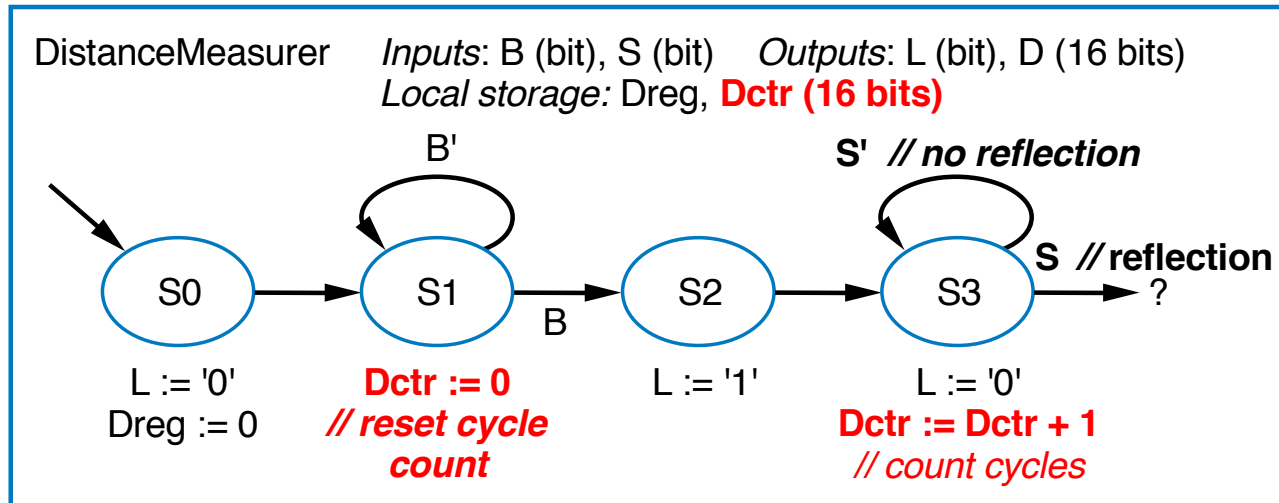 DistanceMeasurer Inputs: B (bit), S (bit) Outputs: L (bit), D (16 bits)
Local storage: Dreg, Dctr (16 bits)
B'
S' // no reflection
S // reflection
S0
S1
S2
S3
?
B
L := '0'
Dreg := 0
Dctr := 0
// reset cycle
count
L := '1'
L := '0'
Dctr := Dctr + 1
// count cycles